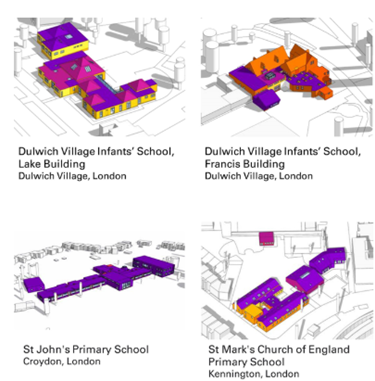 Dulwich Village Infants' School,
Lake Building
Dulwich Village, London
Dulwich Village Infants' School,
Francis Building
Dulwich Village, London
St John's Primary School
Croydon, London
St Mark's Church of England
Primary School
Kennington, London